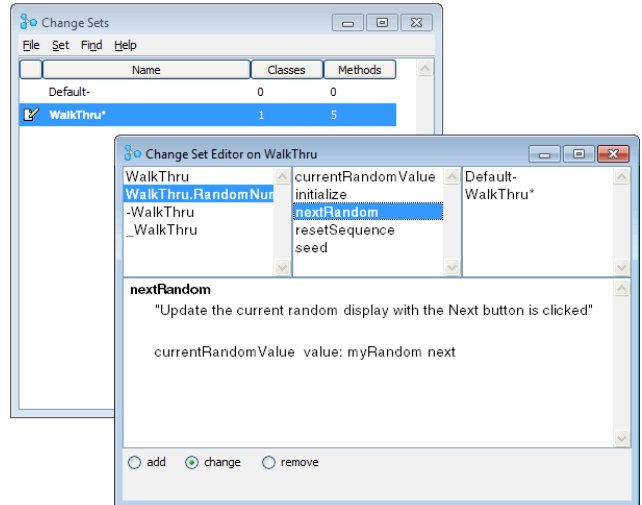 Change Sets
File Set Find Help
Name Classes Methods
Default- 0 0
WalkThru* 1 5
Change Set Editor on WalkThru
WalkThru
WalkThru.RandomNur
-WalkThru
_WalkThru
currentRandomValue
initialize
nextRandom
resetSequence
seed
Default-
WalkThru*
nextRandom
"Update the current random display with the Next button is clicked"
currentRandomValue value: myRandom next
add change remove